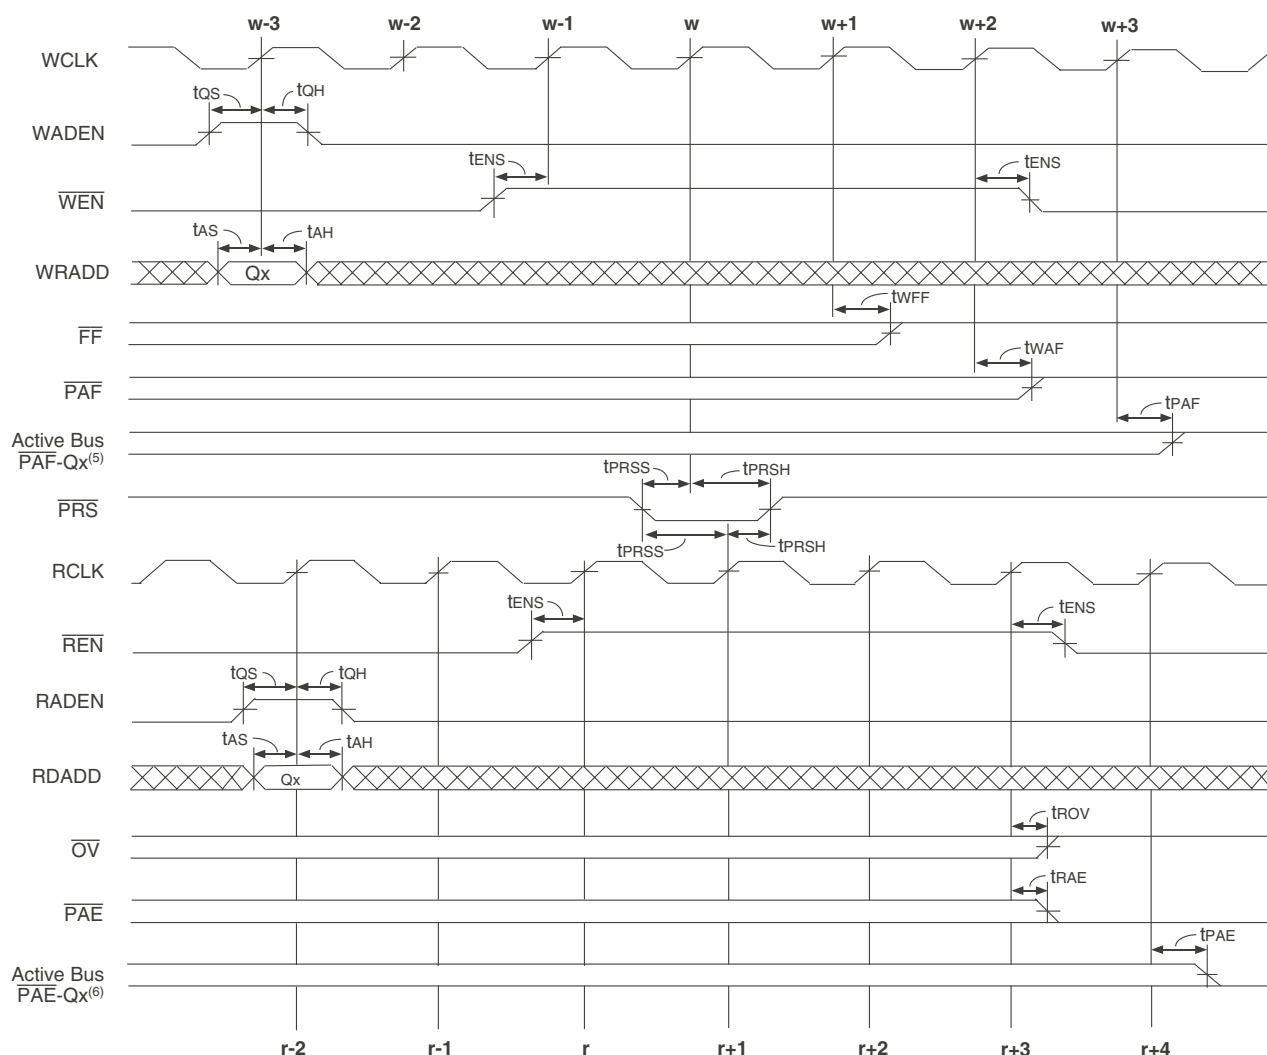 w-3 w-2 w-1 w w+1 w+2 w+3
WCLK
tQS tQH
WADEN
tENS tENS
WEN
tAS tAH
WRADD Qx
tWFF
FF
tWAF
PAF
tPAF
Active Bus
PAF-Qx(5)
tPRSS tPRSH
PRS
tPRSS tPRSH
RCLK
tENS tENS
REN
tQS tQH
RADEN
tAS tAH
RDADD Qx
tROV
OV
tRAE
PAE
tPAE
Active Bus
PAE-Qx(6)
r-2 r-1 r r+1 r+2 r+3 r+4